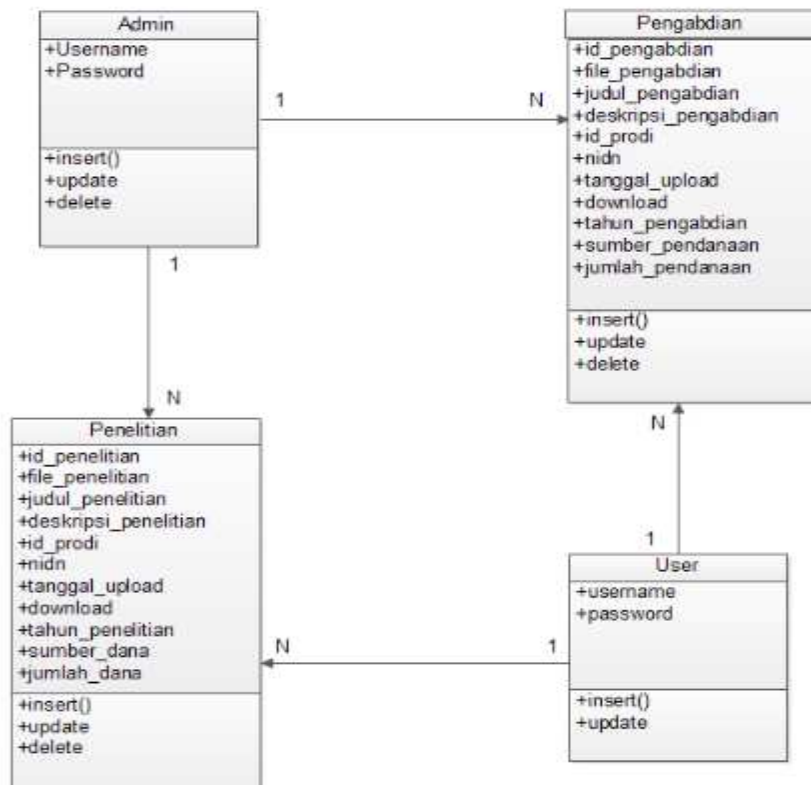 Admin
+Username
+Password
+insert()
+update
+delete
1
N
Pengabdian
+id_pengabdian
+file_pengabdian
+judul_pengabdian
+deskripsi_pengabdian
+id_prodi
+nidn
+tanggal_upload
+download
+tahun_pengabdian
+sumber_pendanaan
+jumlah_pendanaan
+insert()
+update
+delete
1
N
Penelitian
+id_penelitian
+file_penelitian
+judul_penelitian
+deskripsi_penelitian
+id_prodi
+nidn
+tanggal_upload
+download
+tahun_penelitian
+sumber_dana
+jumlah_dana
+insert()
+update
+delete
N
1
N
1
User
+username
+password
+insert()
+update